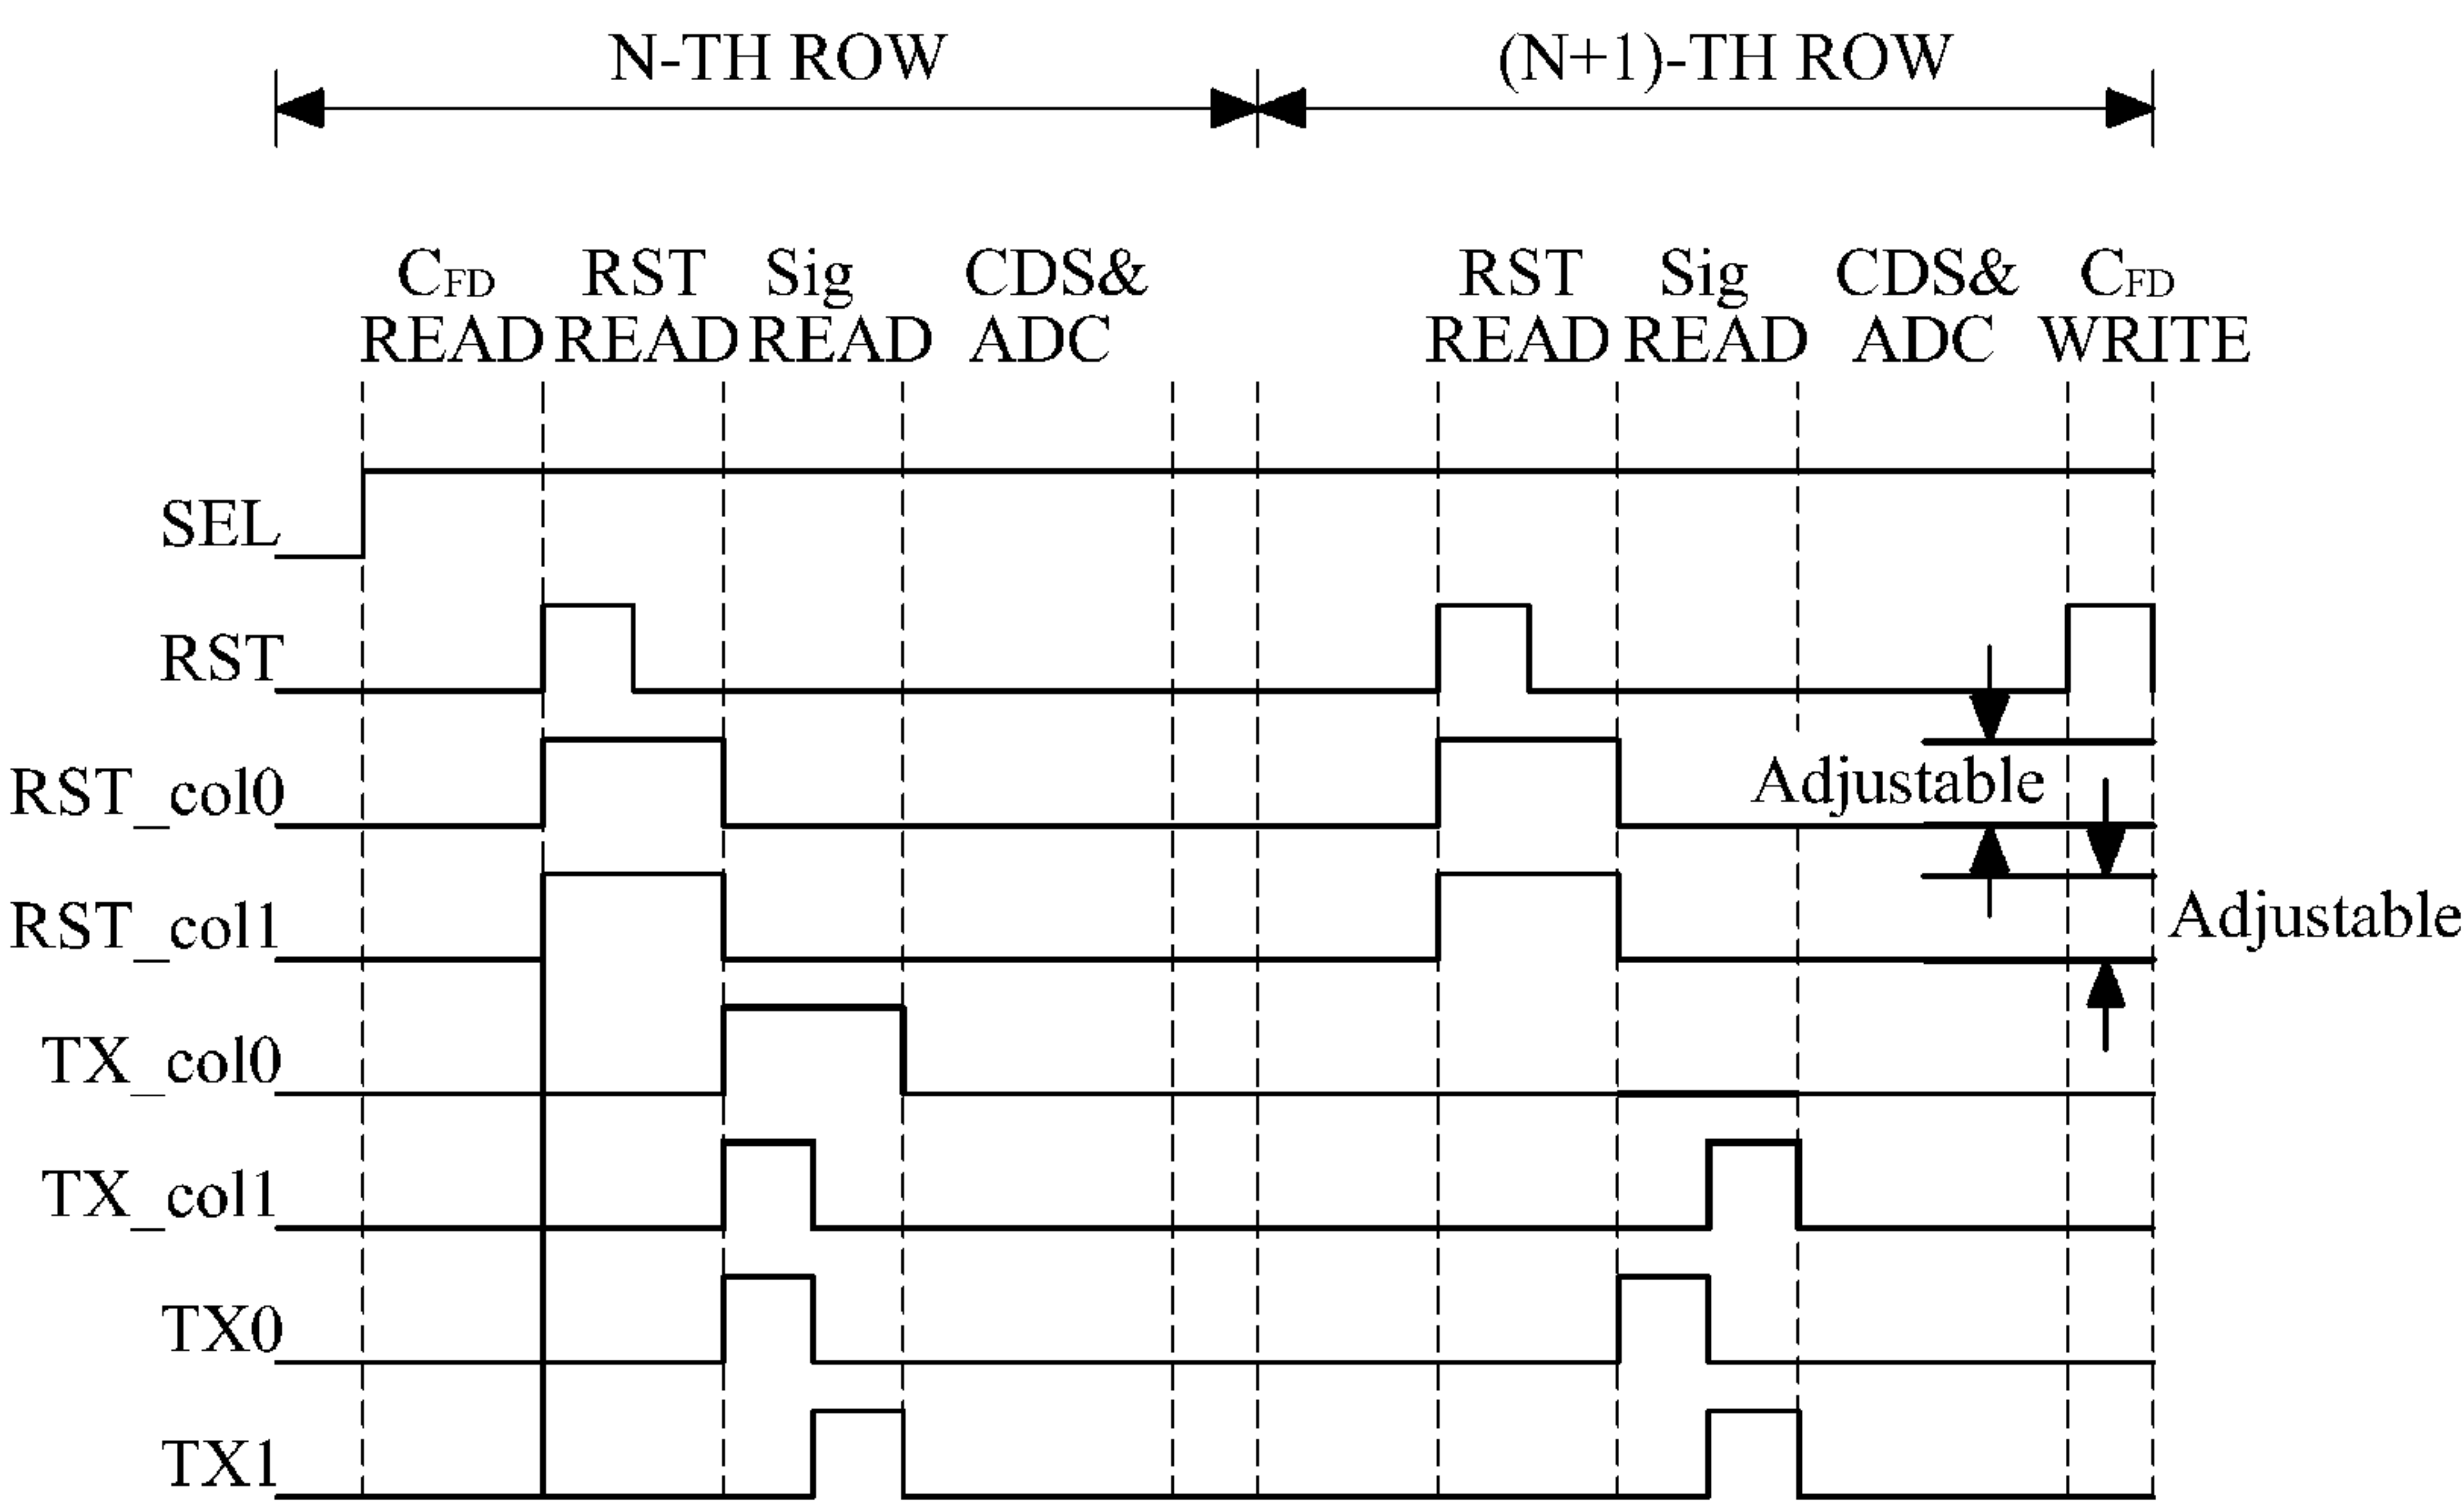 N-TH ROW (N+1)-TH ROW
CFD RST Sig CDS& RST Sig CDS& CFD
READ READ READ ADC READ READ ADC WRITE
SEL
RST
RST_col0 Adjustable
RST_col1 Adjustable
TX_col0
TX_col1
TX0
TX1